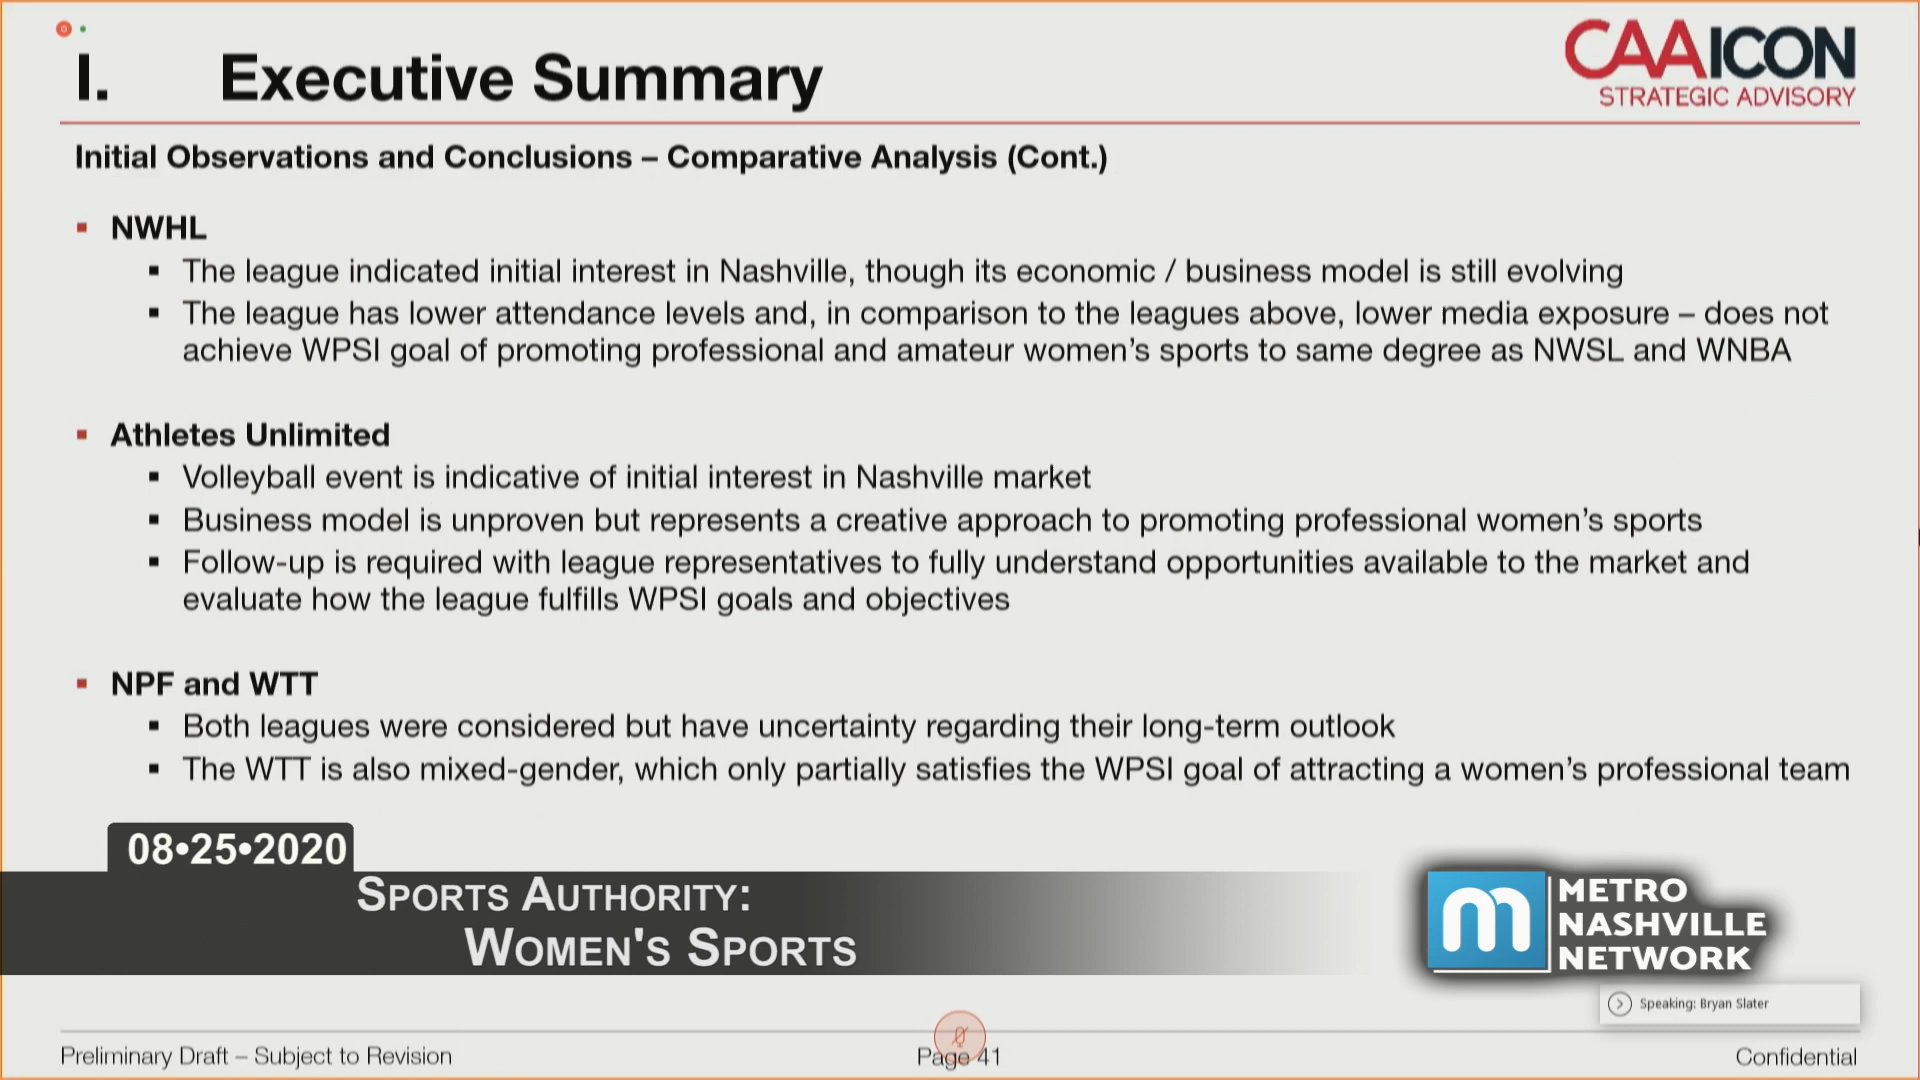 I. Executive Summary
CAAICON
STRATEGIC ADVISORY
Initial Observations and Conclusions – Comparative Analysis (Cont.)
▪ NWHL
▪ The league indicated initial interest in Nashville, though its economic / business model is still evolving
▪ The league has lower attendance levels and, in comparison to the leagues above, lower media exposure – does not
achieve WPSI goal of promoting professional and amateur women’s sports to same degree as NWSL and WNBA
▪ Athletes Unlimited
▪ Volleyball event is indicative of initial interest in Nashville market
▪ Business model is unproven but represents a creative approach to promoting professional women’s sports
▪ Follow-up is required with league representatives to fully understand opportunities available to the market and
evaluate how the league fulfills WPSI goals and objectives
▪ NPF and WTT
▪ Both leagues were considered but have uncertainty regarding their long-term outlook
▪ The WTT is also mixed-gender, which only partially satisfies the WPSI goal of attracting a women’s professional team
08•25•2020
SPORTS AUTHORITY:
WOMEN'S SPORTS
m METRO
NASHVILLE
NETWORK
Speaking: Bryan Slater
Preliminary Draft – Subject to Revision
Page 41
Confidential